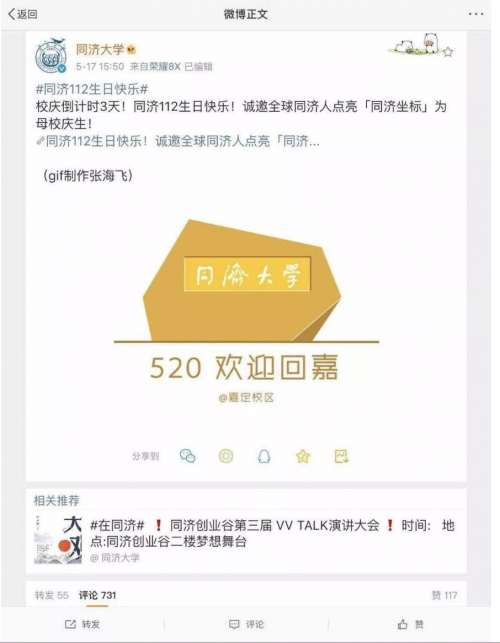 返回
微博正文
同济大学
5-17 15:50 来自荣耀8X 已编辑
#同济112生日快乐#
校庆倒计时3天！同济112生日快乐！诚邀全球同济人点亮「同济坐标」为
母校庆生！
同济112生日快乐！诚邀全球同济人点亮「同济...
（gif制作张海飞）
同濟大學
520 欢迎回嘉
@嘉定校区
分享到
相关推荐
#在同济# ❗ 同济创业谷第三届 VV TALK演讲大会 ❗ 时间： 地
点:同济创业谷二楼梦想舞台
@ 同济大学
转发 55 评论 731 赞 117
转发 评论 赞